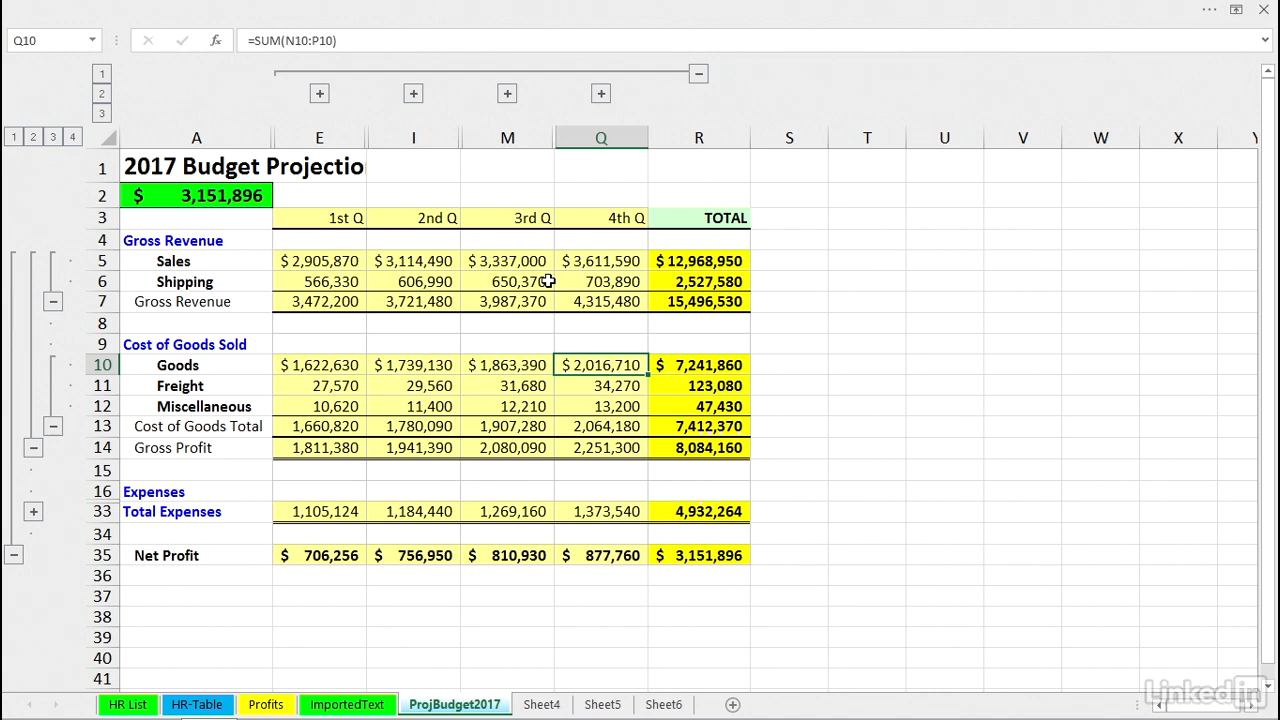 Q10 fx =SUM(N10:P10)
1
2
3
1 2 3 4 A E I M Q R S T U V W X Y
1 2017 Budget Projectio
2 $ 3,151,896
3 1st Q 2nd Q 3rd Q 4th Q TOTAL
4 Gross Revenue
5 Sales $ 2,905,870 $ 3,114,490 $ 3,337,000 $ 3,611,590 $ 12,968,950
6 Shipping 566,330 606,990 650,370 703,890 2,527,580
7 Gross Revenue 3,472,200 3,721,480 3,987,370 4,315,480 15,496,530
8
9 Cost of Goods Sold
10 Goods $ 1,622,630 $ 1,739,130 $ 1,863,390 $ 2,016,710 $ 7,241,860
11 Freight 27,570 29,560 31,680 34,270 123,080
12 Miscellaneous 10,620 11,400 12,210 13,200 47,430
13 Cost of Goods Total 1,660,820 1,780,090 1,907,280 2,064,180 7,412,370
14 Gross Profit 1,811,380 1,941,390 2,080,090 2,251,300 8,084,160
15
16 Expenses
33 Total Expenses 1,105,124 1,184,440 1,269,160 1,373,540 4,932,264
34
35 Net Profit $ 706,256 $ 756,950 $ 810,930 $ 877,760 $ 3,151,896
36
37
38
39
40
41
HR List HR-Table Profits ImportedText ProjBudget2017 Sheet4 Sheet5 Sheet6
LinkedIn